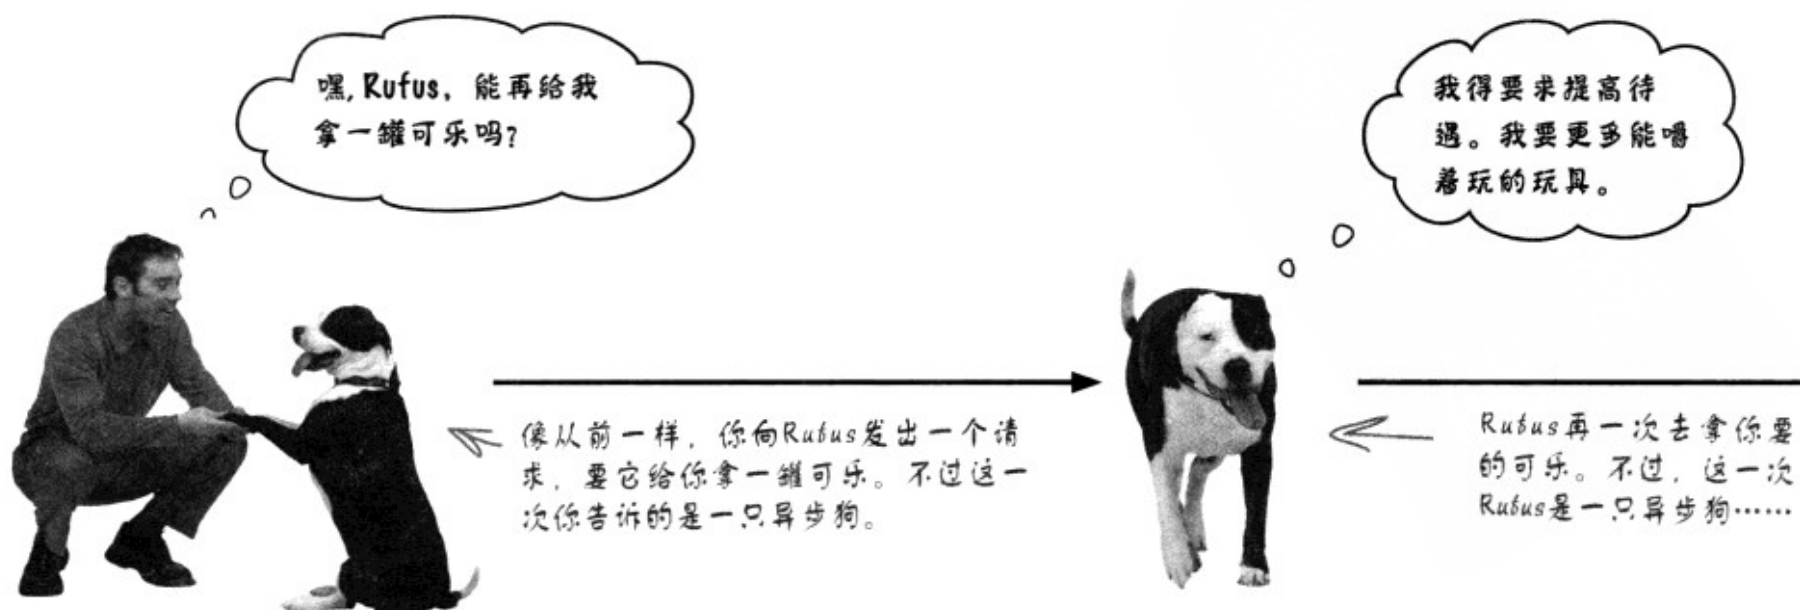 嘿，Rufus，能再给我
拿一罐可乐吗？
我得要求提高待
遇。我要更多能嚼
着玩的玩具。
像从前一样，你向Rufus发出一个请
求，要它给你拿一罐可乐。不过这一
次你告诉的是一只异步狗。
Rufus再一次去拿你要
的可乐。不过，这一次
Rufus是一只异步狗……